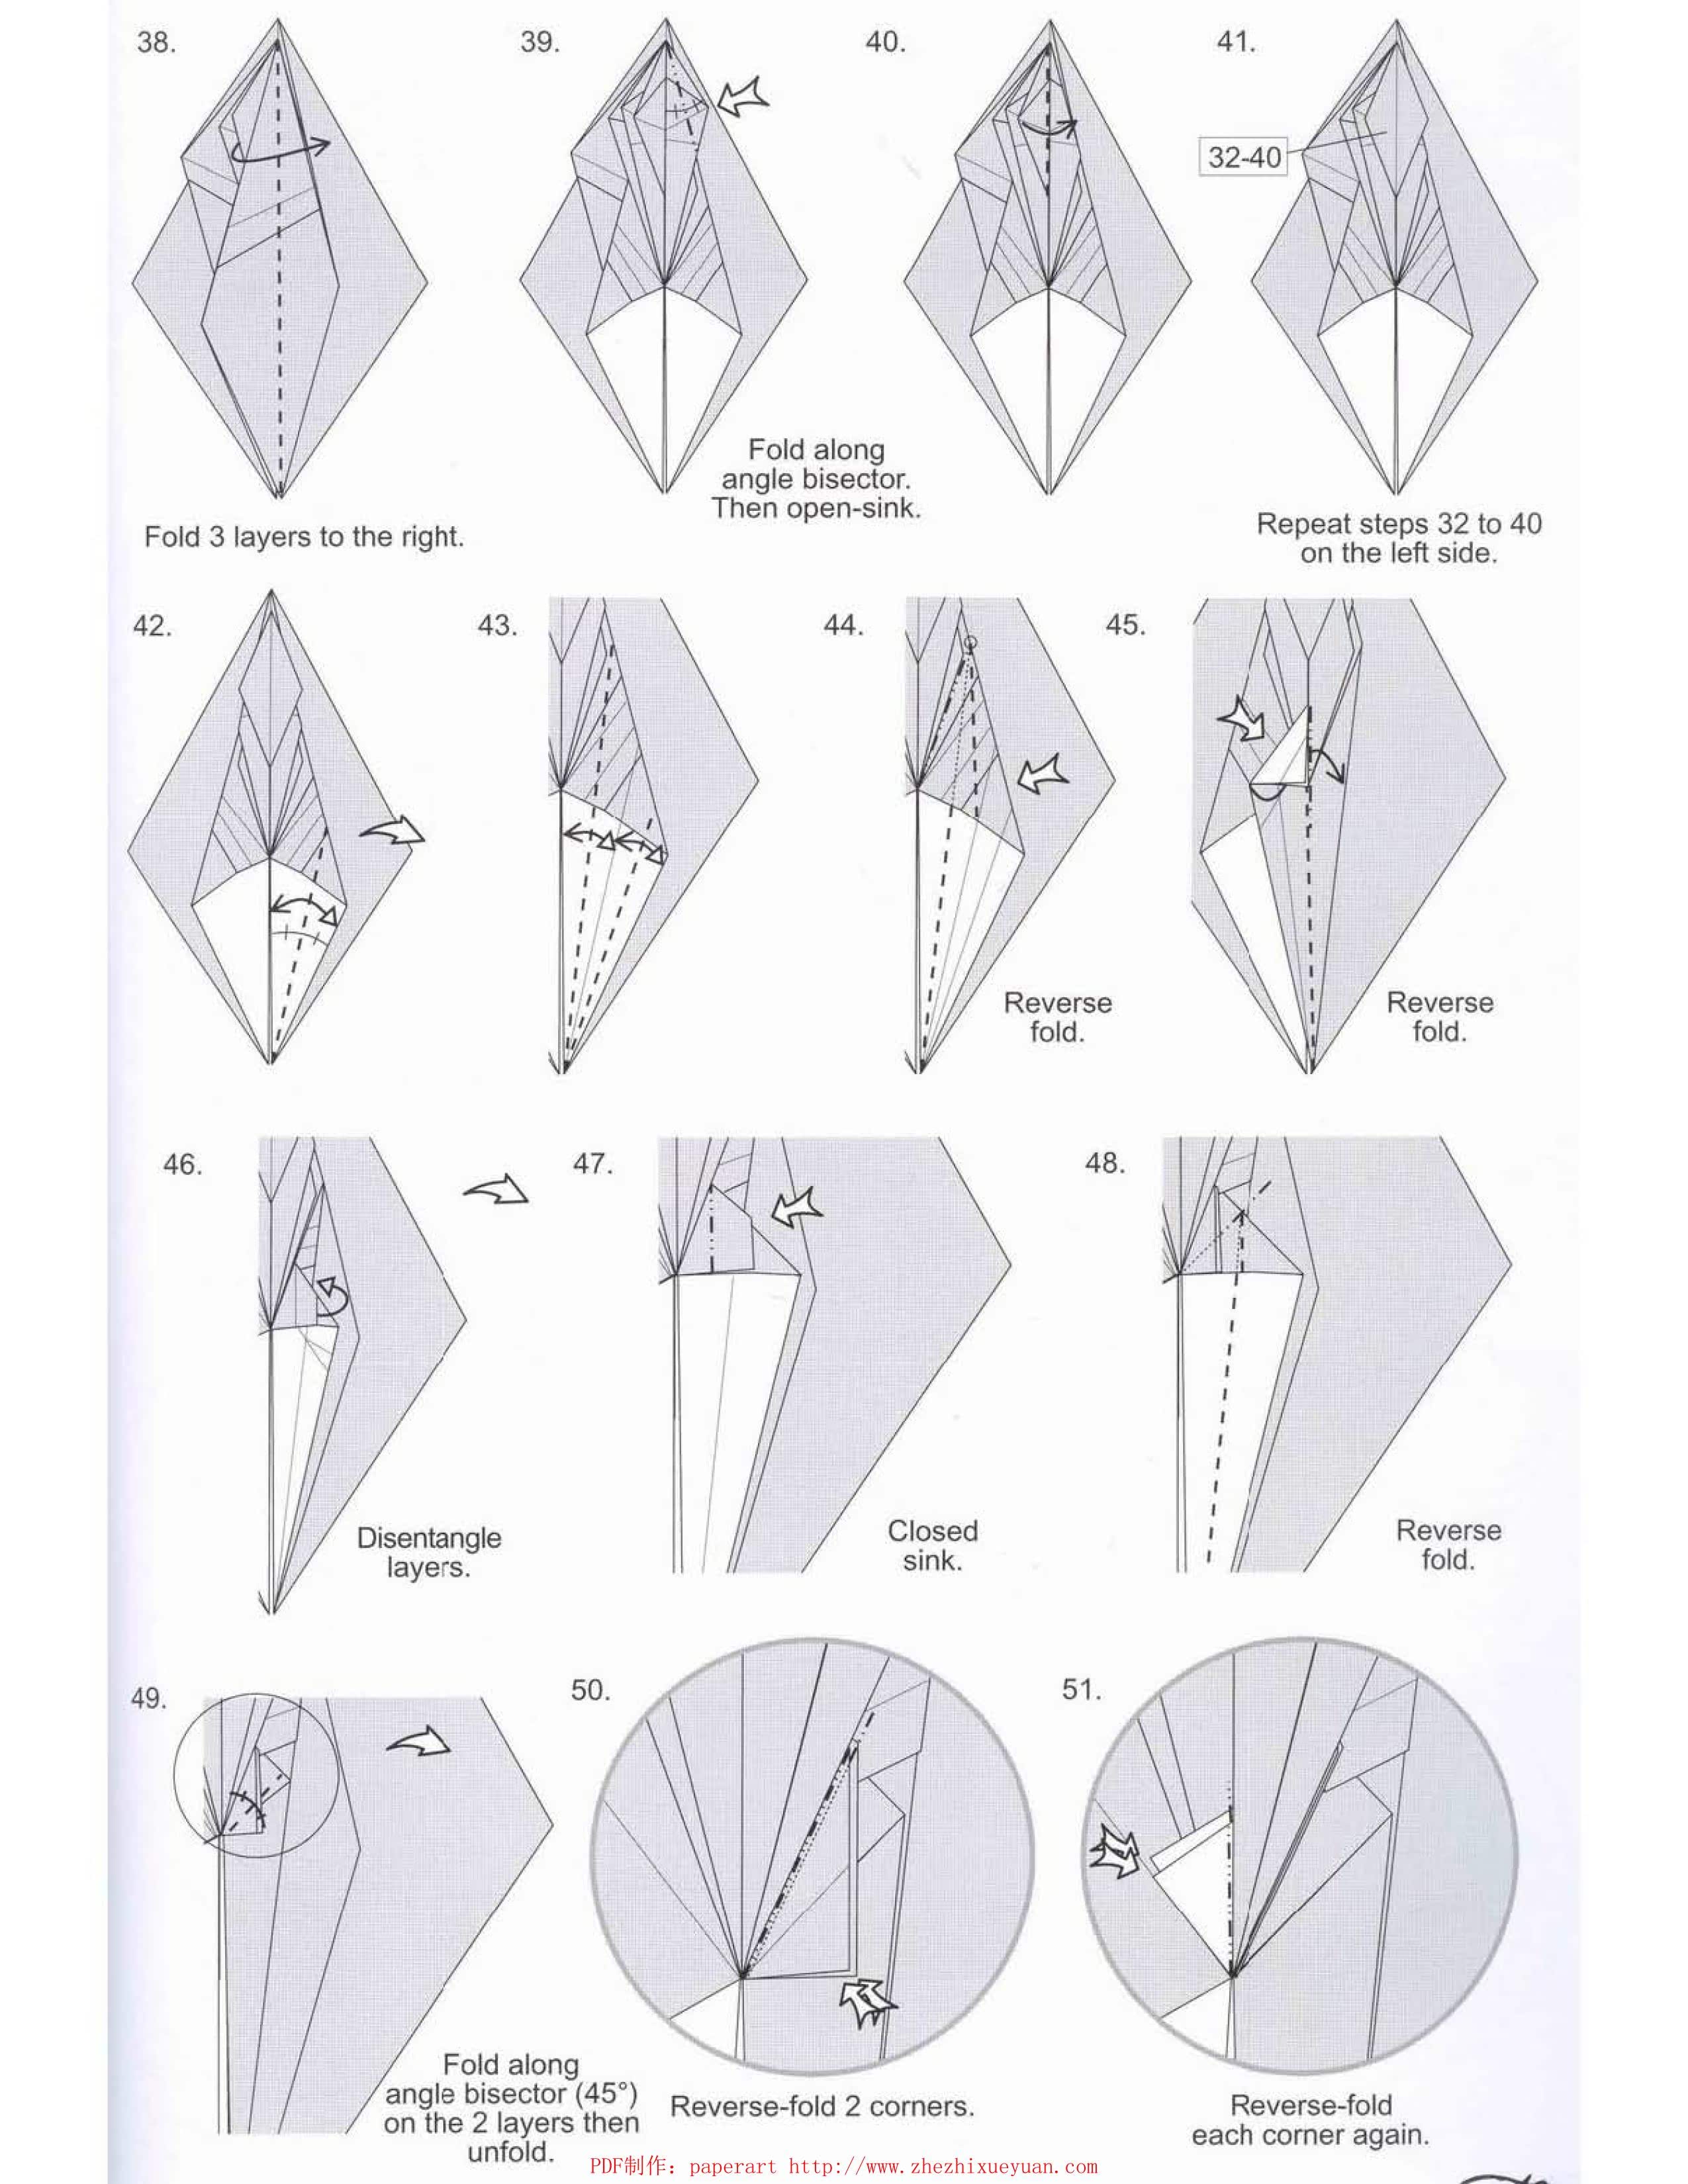 38.
39.
40.
41.
32-40
Fold along
angle bisector.
Then open-sink.
Fold 3 layers to the right.
Repeat steps 32 to 40
on the left side.
42.
43.
44.
45.
Reverse
fold.
Reverse
fold.
46.
47.
48.
Disentangle
layers.
Closed
sink.
Reverse
fold.
49.
50.
51.
Fold along
angle bisector (45°)
on the 2 layers then
unfold.
Reverse-fold 2 corners.
Reverse-fold
each corner again.
PDF制作：paperart http://www.zhezhixueyuan.com